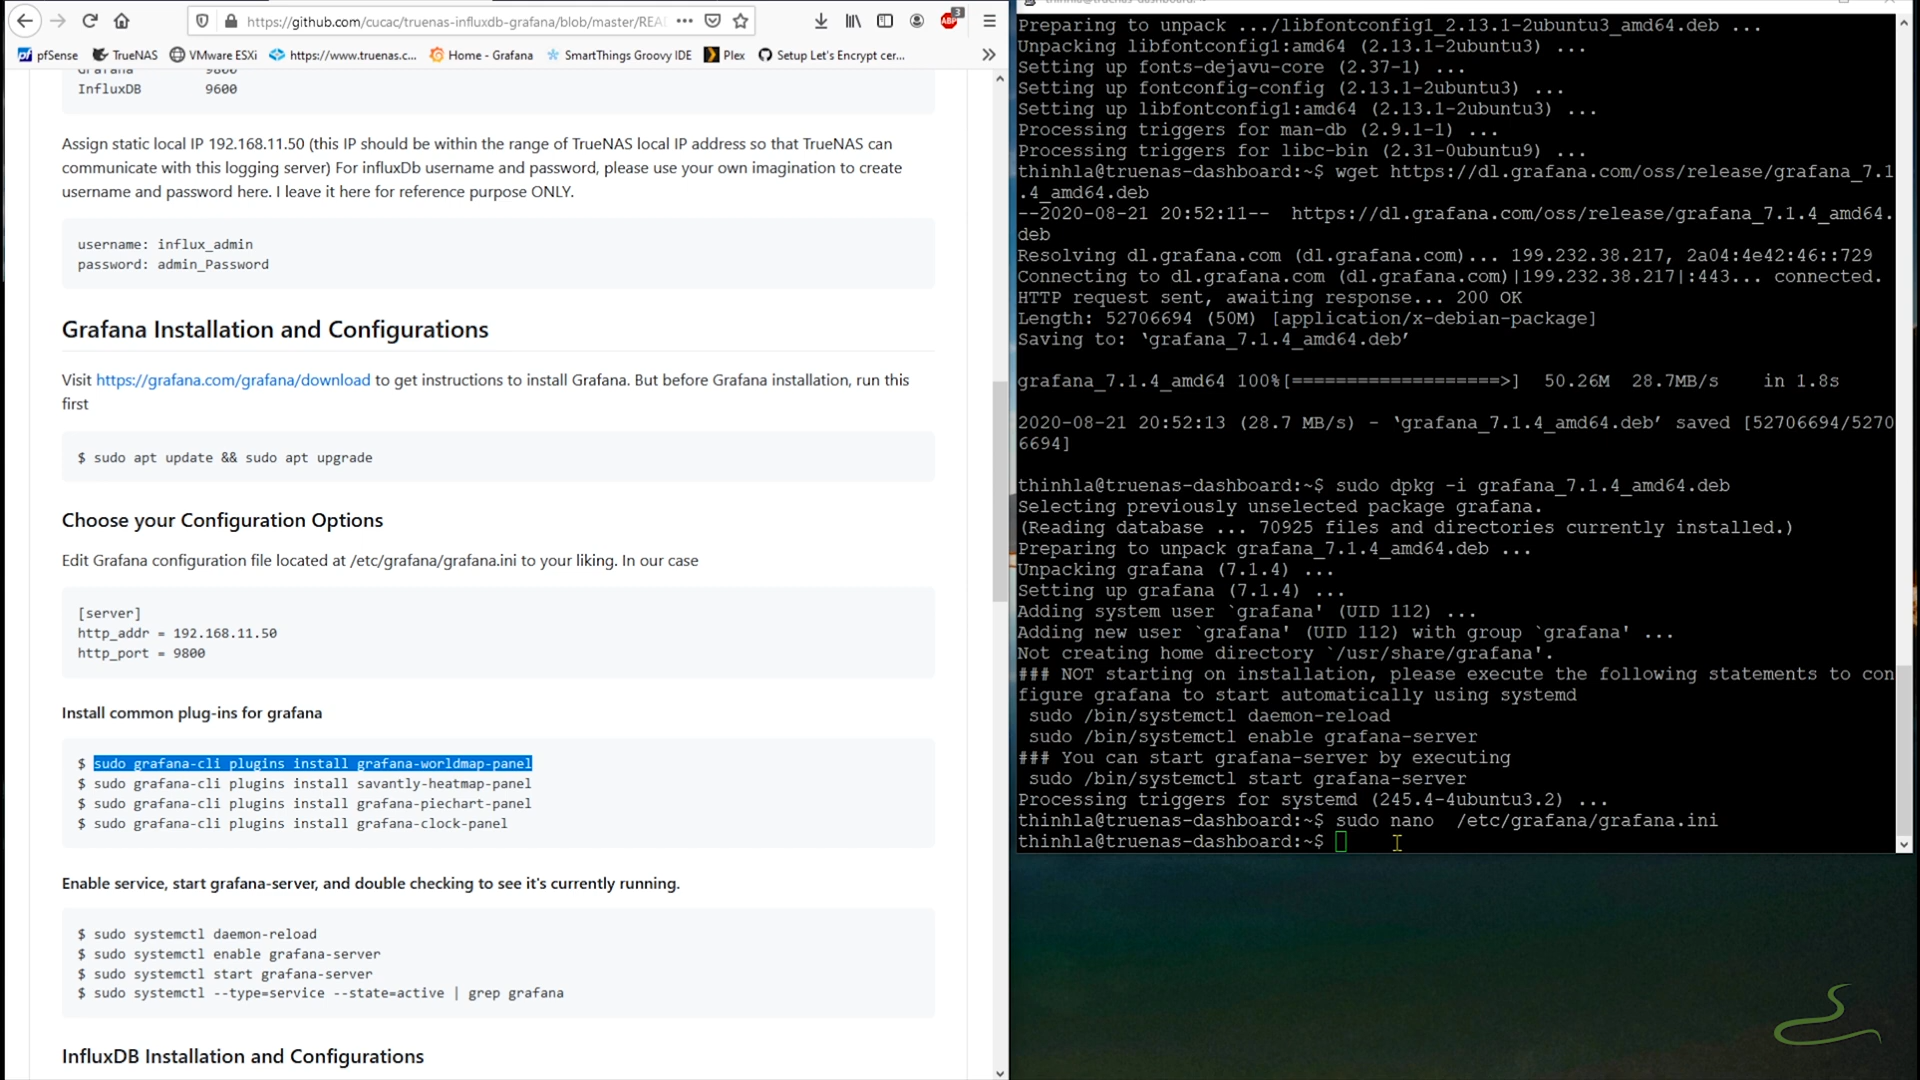 https://github.com/cucac/truenas-influxdb-grafana/blob/master/REA
3
pfSense
TrueNAS
VMware ESXi
https://www.truenas.c...
Home - Grafana
SmartThings Groovy IDE
Plex
Setup Let's Encrypt cer...
Grafana 9800
InfluxDB 9600
Assign static local IP 192.168.11.50 (this IP should be within the range of TrueNAS local IP address so that TrueNAS can
communicate with this logging server) For influxDb username and password, please use your own imagination to create
username and password here. I leave it here for reference purpose ONLY.
username: influx_admin
password: admin_Password
Grafana Installation and Configurations
Visit https://grafana.com/grafana/download to get instructions to install Grafana. But before Grafana installation, run this
first
$ sudo apt update && sudo apt upgrade
Choose your Configuration Options
Edit Grafana configuration file located at /etc/grafana/grafana.ini to your liking. In our case
[server]
http_addr = 192.168.11.50
http_port = 9800
Install common plug-ins for grafana
$ sudo grafana-cli plugins install grafana-worldmap-panel
$ sudo grafana-cli plugins install savantly-heatmap-panel
$ sudo grafana-cli plugins install grafana-piechart-panel
$ sudo grafana-cli plugins install grafana-clock-panel
Enable service, start grafana-server, and double checking to see it's currently running.
$ sudo systemctl daemon-reload
$ sudo systemctl enable grafana-server
$ sudo systemctl start grafana-server
$ sudo systemctl --type=service --state=active | grep grafana
InfluxDB Installation and Configurations
Preparing to unpack .../libfontconfig1_2.13.1-2ubuntu3_amd64.deb ...
Unpacking libfontconfig1:amd64 (2.13.1-2ubuntu3) ...
Setting up fonts-dejavu-core (2.37-1) ...
Setting up fontconfig-config (2.13.1-2ubuntu3) ...
Setting up libfontconfig1:amd64 (2.13.1-2ubuntu3) ...
Processing triggers for man-db (2.9.1-1) ...
Processing triggers for libc-bin (2.31-0ubuntu9) ...
thinhla@truenas-dashboard:~$ wget https://dl.grafana.com/oss/release/grafana_7.1
.4_amd64.deb
--2020-08-21 20:52:11--  https://dl.grafana.com/oss/release/grafana_7.1.4_amd64.
deb
Resolving dl.grafana.com (dl.grafana.com)... 199.232.38.217, 2a04:4e42:46::729
Connecting to dl.grafana.com (dl.grafana.com)|199.232.38.217|:443... connected.
HTTP request sent, awaiting response... 200 OK
Length: 52706694 (50M) [application/x-debian-package]
Saving to: ‘grafana_7.1.4_amd64.deb’
grafana_7.1.4_amd64 100%[===================>]  50.26M  28.7MB/s    in 1.8s
2020-08-21 20:52:13 (28.7 MB/s) - ‘grafana_7.1.4_amd64.deb’ saved [52706694/5270
6694]
thinhla@truenas-dashboard:~$ sudo dpkg -i grafana_7.1.4_amd64.deb
Selecting previously unselected package grafana.
(Reading database ... 70925 files and directories currently installed.)
Preparing to unpack grafana_7.1.4_amd64.deb ...
Unpacking grafana (7.1.4) ...
Setting up grafana (7.1.4) ...
Adding system user `grafana' (UID 112) ...
Adding new user `grafana' (UID 112) with group `grafana' ...
Not creating home directory `/usr/share/grafana'.
### NOT starting on installation, please execute the following statements to con
figure grafana to start automatically using systemd
 sudo /bin/systemctl daemon-reload
 sudo /bin/systemctl enable grafana-server
### You can start grafana-server by executing
 sudo /bin/systemctl start grafana-server
Processing triggers for systemd (245.4-4ubuntu3.2) ...
thinhla@truenas-dashboard:~$ sudo nano  /etc/grafana/grafana.ini
thinhla@truenas-dashboard:~$